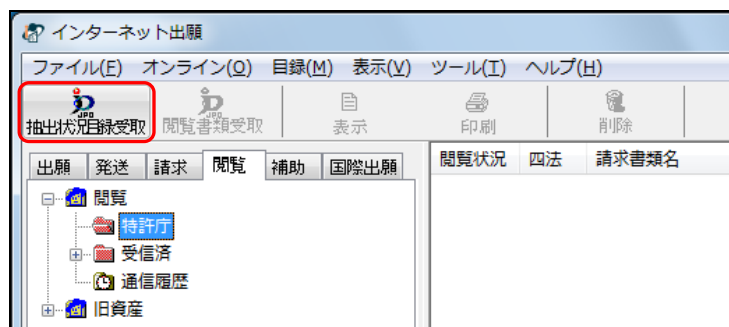 インターネット出願
ファイル(F) オンライン(O) 目録(M) 表示(V) ツール(T) ヘルプ(H)
JPO JPO
抽出状況目録受取 閲覧書類受取 表示 印刷 削除
出願 発送 請求 閲覧 補助 国際出願 閲覧状況 四法 請求書類名
閲覧
特許庁
受信済
通信履歴
旧資産